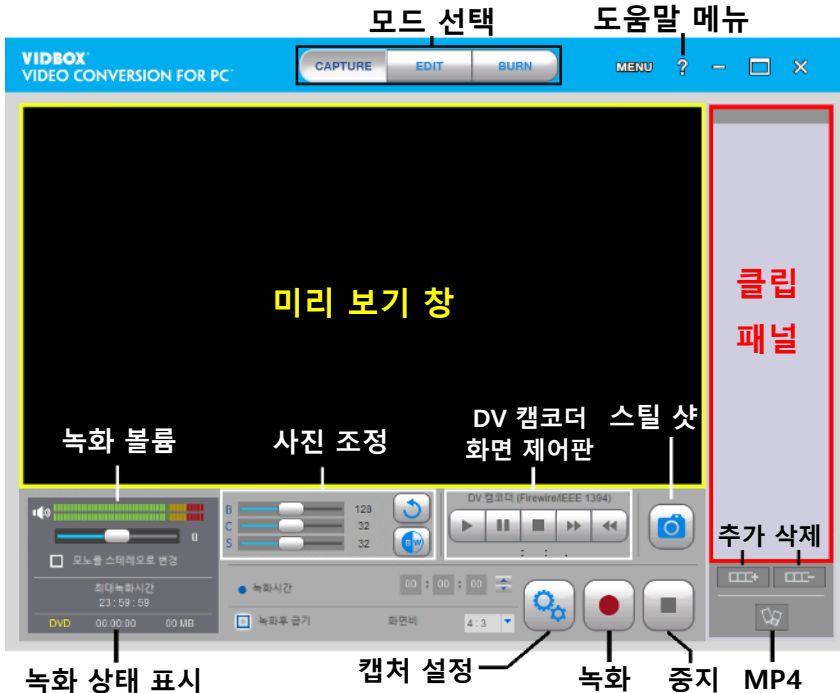 모드 선택
도움말 메뉴
VIDBOX
VIDEO CONVERSION FOR PC
CAPTURE
EDIT
BURN
MENU
?
미리 보기 창
클립
패널
녹화 볼륨
사진 조정
DV 캠코더
화면 제어판
스틸 샷
DV 캠코더 (Firewire/IEEE 1394)
B
128
C
32
S
32
BW
0
모노를 스테레오로 변경
: : .
추가
삭제
최대녹화시간
23:59:59
DVD
00:00:00
00 MB
녹화시간
00 : 00 : 00
녹화후 굽기
화면비
4:3
녹화 상태 표시
캡처 설정
녹화
중지
MP4